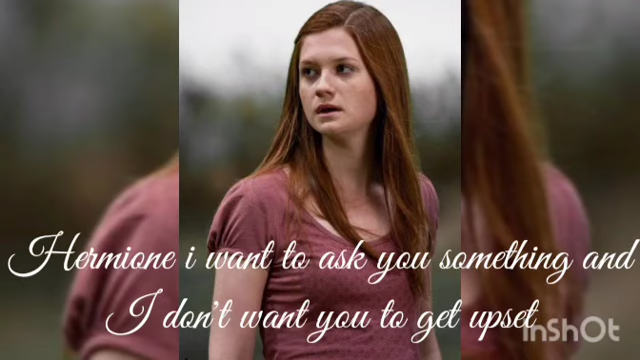 Hermione i want to ask you something and
I don't want you to get upset
InShOt